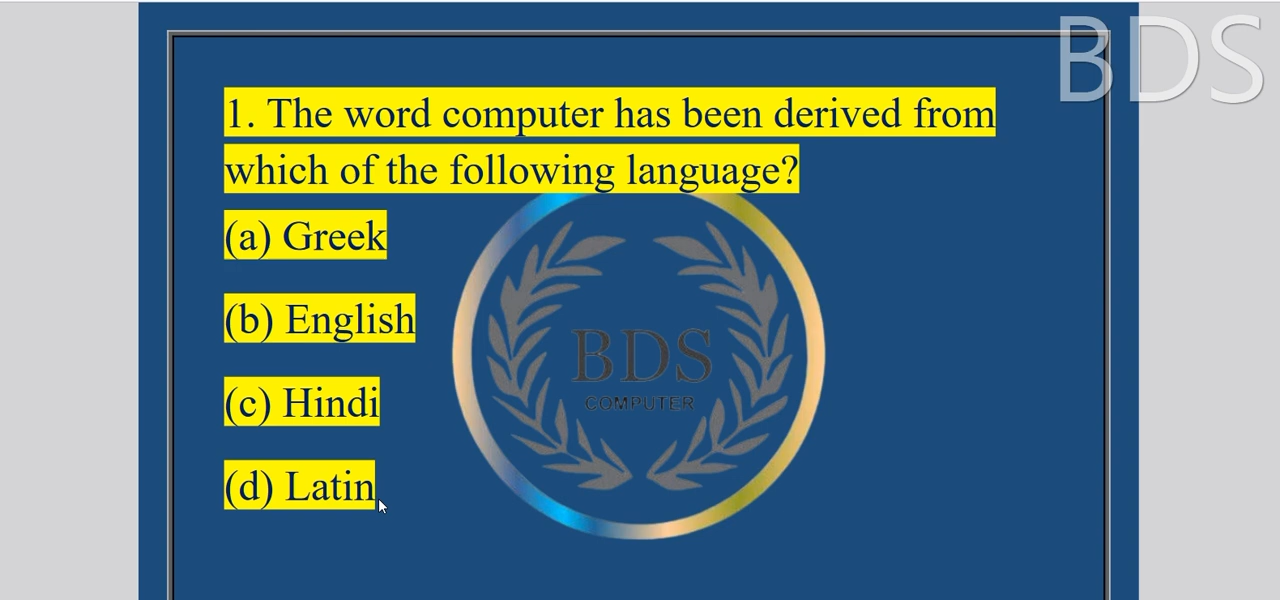 BDS
1. The word computer has been derived from
which of the following language?
(a) Greek
(b) English
(c) Hindi
(d) Latin
BDS
COMPUTER